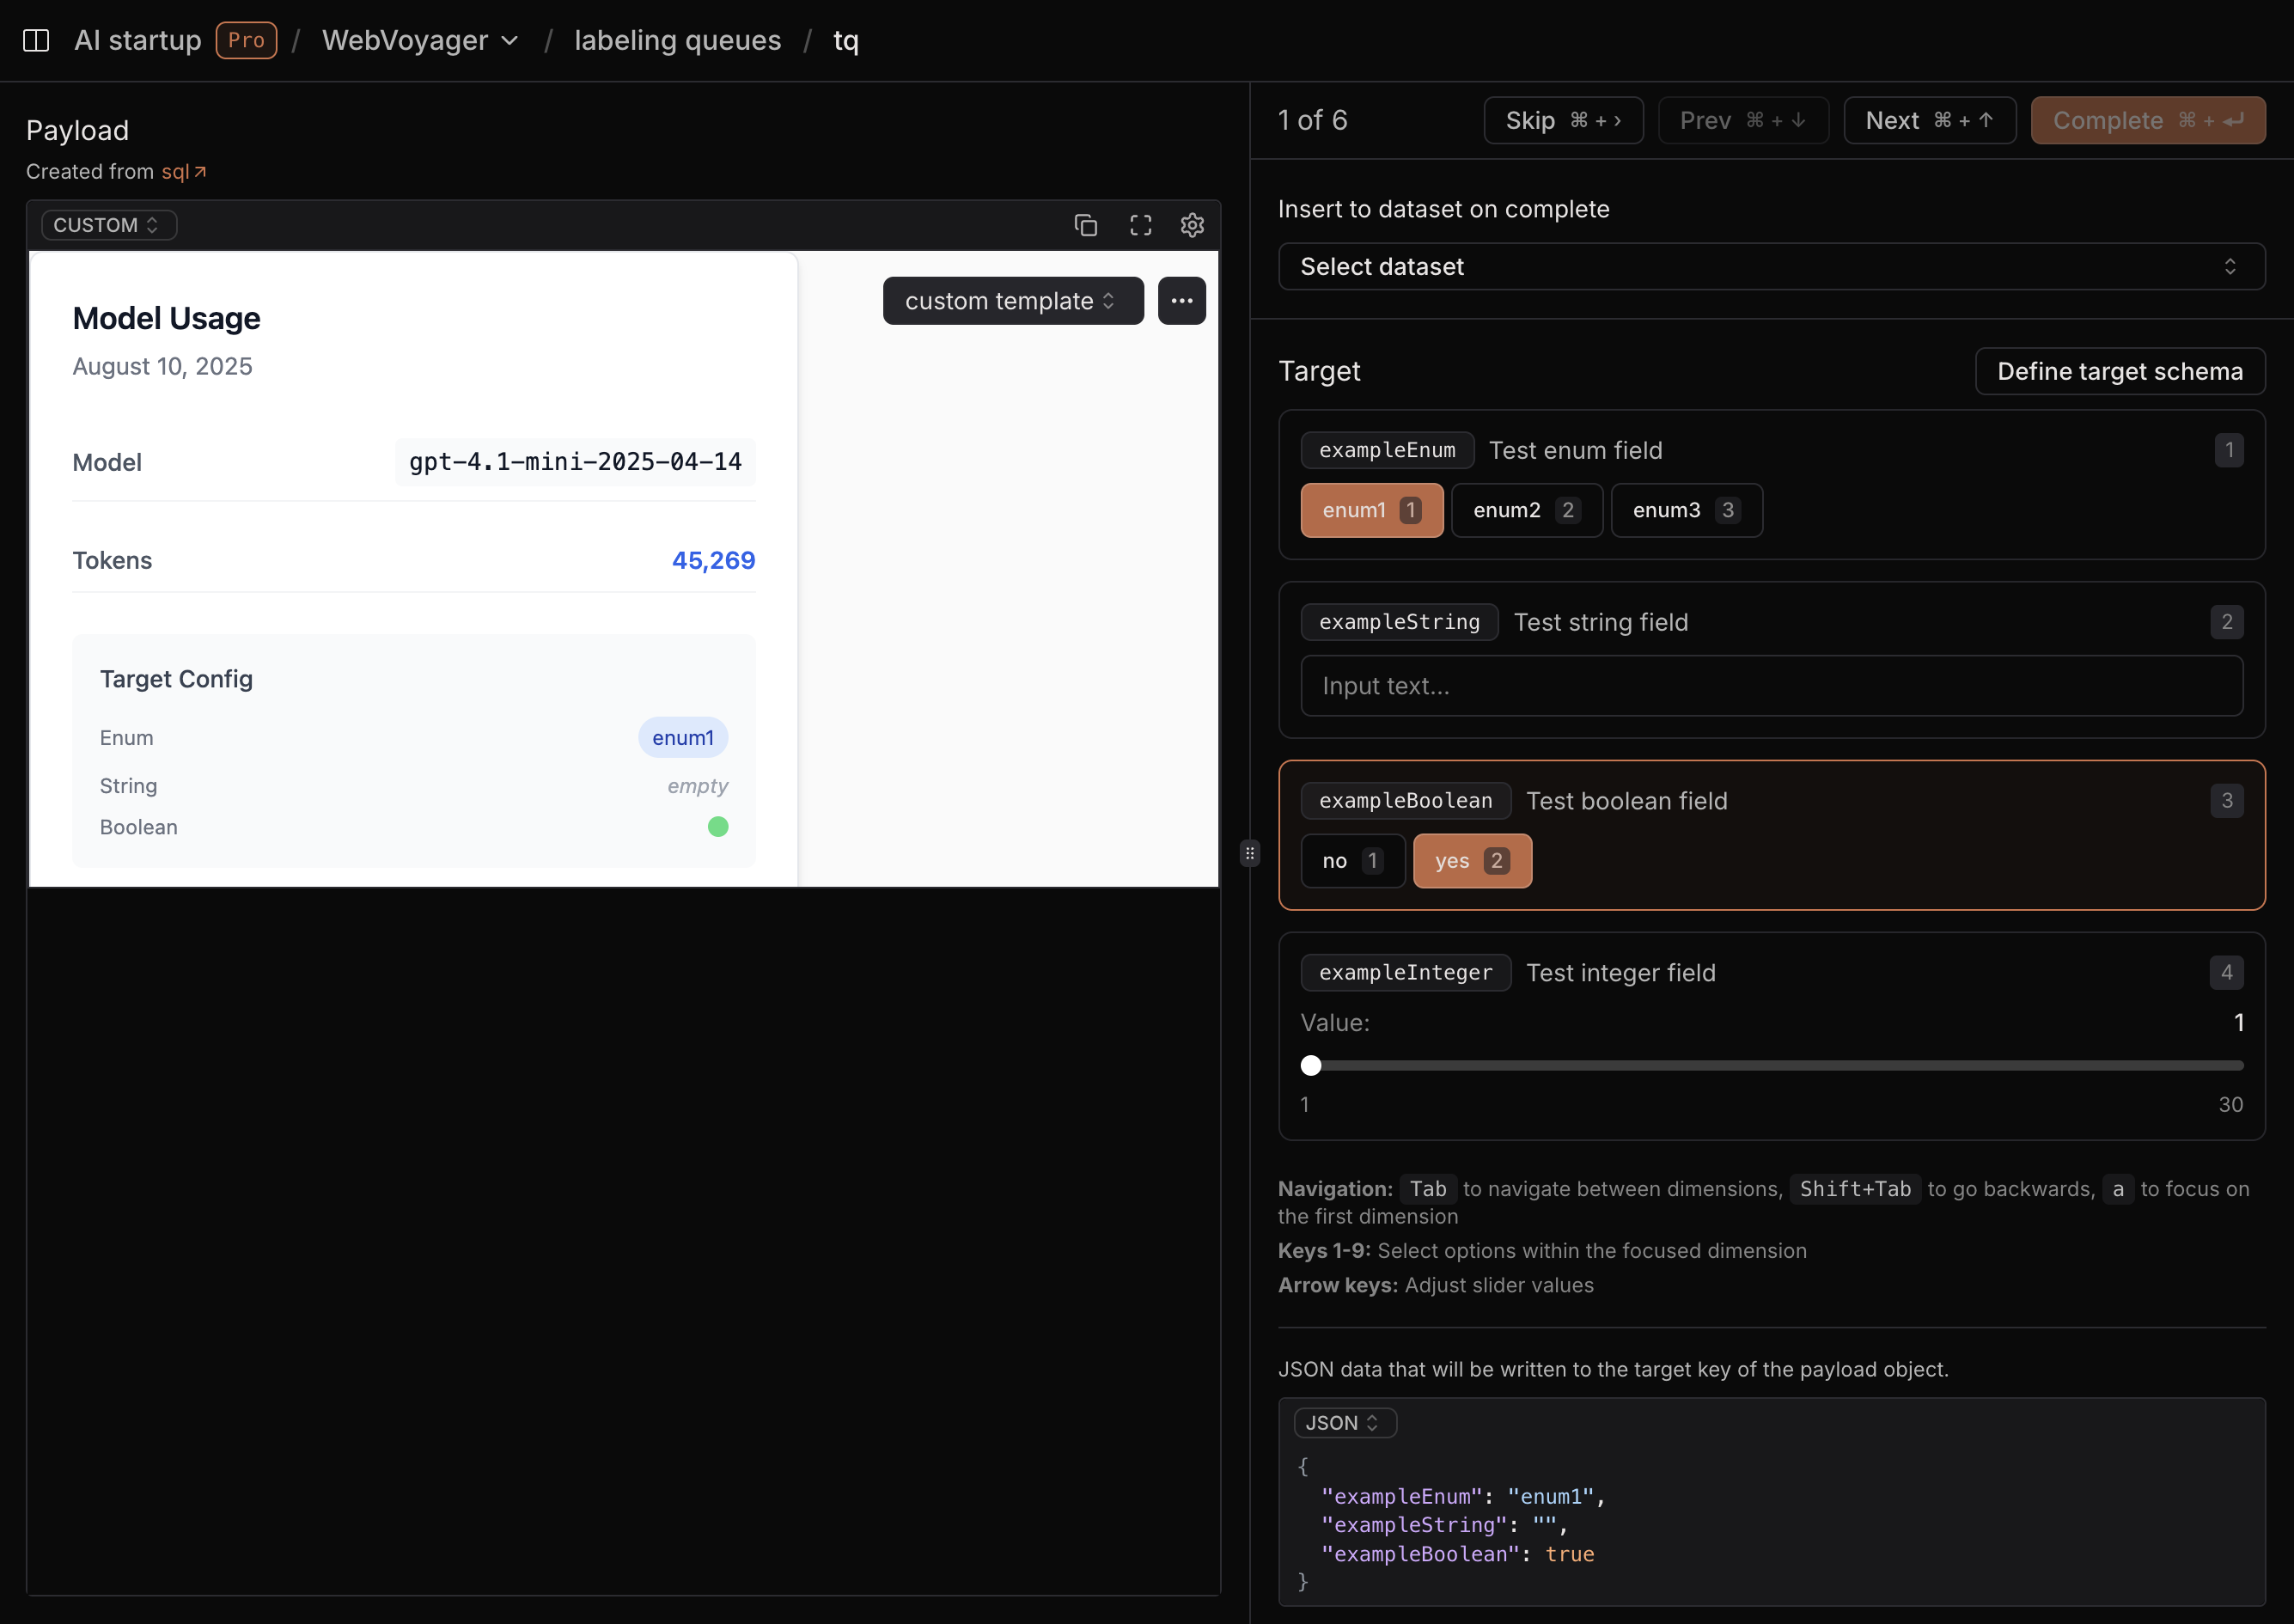 AI startup Pro / WebVoyager / labeling queues / tq
Payload
Created from sql
CUSTOM
custom template
Model Usage
August 10, 2025
Model gpt-4.1-mini-2025-04-14
Tokens 45,269
Target Config
Enum enum1
String empty
Boolean
1 of 6
Skip ⌘ + ›
Prev ⌘ + ↓
Next ⌘ + ↑
Complete ⌘ + ↵
Insert to dataset on complete
Select dataset
Target
Define target schema
exampleEnum Test enum field 1
enum1 1 enum2 2 enum3 3
exampleString Test string field 2
Input text...
exampleBoolean Test boolean field 3
no 1 yes 2
exampleInteger Test integer field 4
Value: 1
1 30
Navigation: Tab to navigate between dimensions, Shift+Tab to go backwards, a to focus on
the first dimension
Keys 1-9: Select options within the focused dimension
Arrow keys: Adjust slider values
JSON data that will be written to the target key of the payload object.
JSON
{
"exampleEnum": "enum1",
"exampleString": "",
"exampleBoolean": true
}